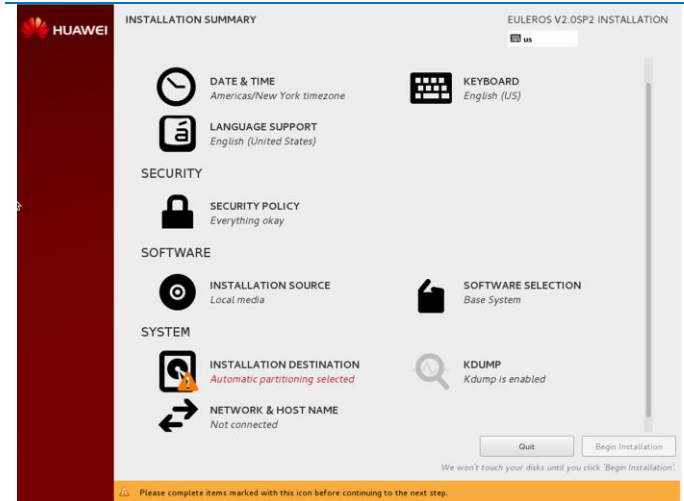 HUAWEI
INSTALLATION SUMMARY
EULEROS V2.0SP2 INSTALLATION
us
DATE & TIME
Americas/New York timezone
KEYBOARD
English (US)
á
LANGUAGE SUPPORT
English (United States)
SECURITY
SECURITY POLICY
Everything okay
SOFTWARE
INSTALLATION SOURCE
Local media
SOFTWARE SELECTION
Base System
SYSTEM
INSTALLATION DESTINATION
Automatic partitioning selected
KDUMP
Kdump is enabled
NETWORK & HOST NAME
Not connected
Quit
Begin Installation
We won't touch your disks until you click 'Begin Installation'.
Please complete items marked with this icon before continuing to the next step.